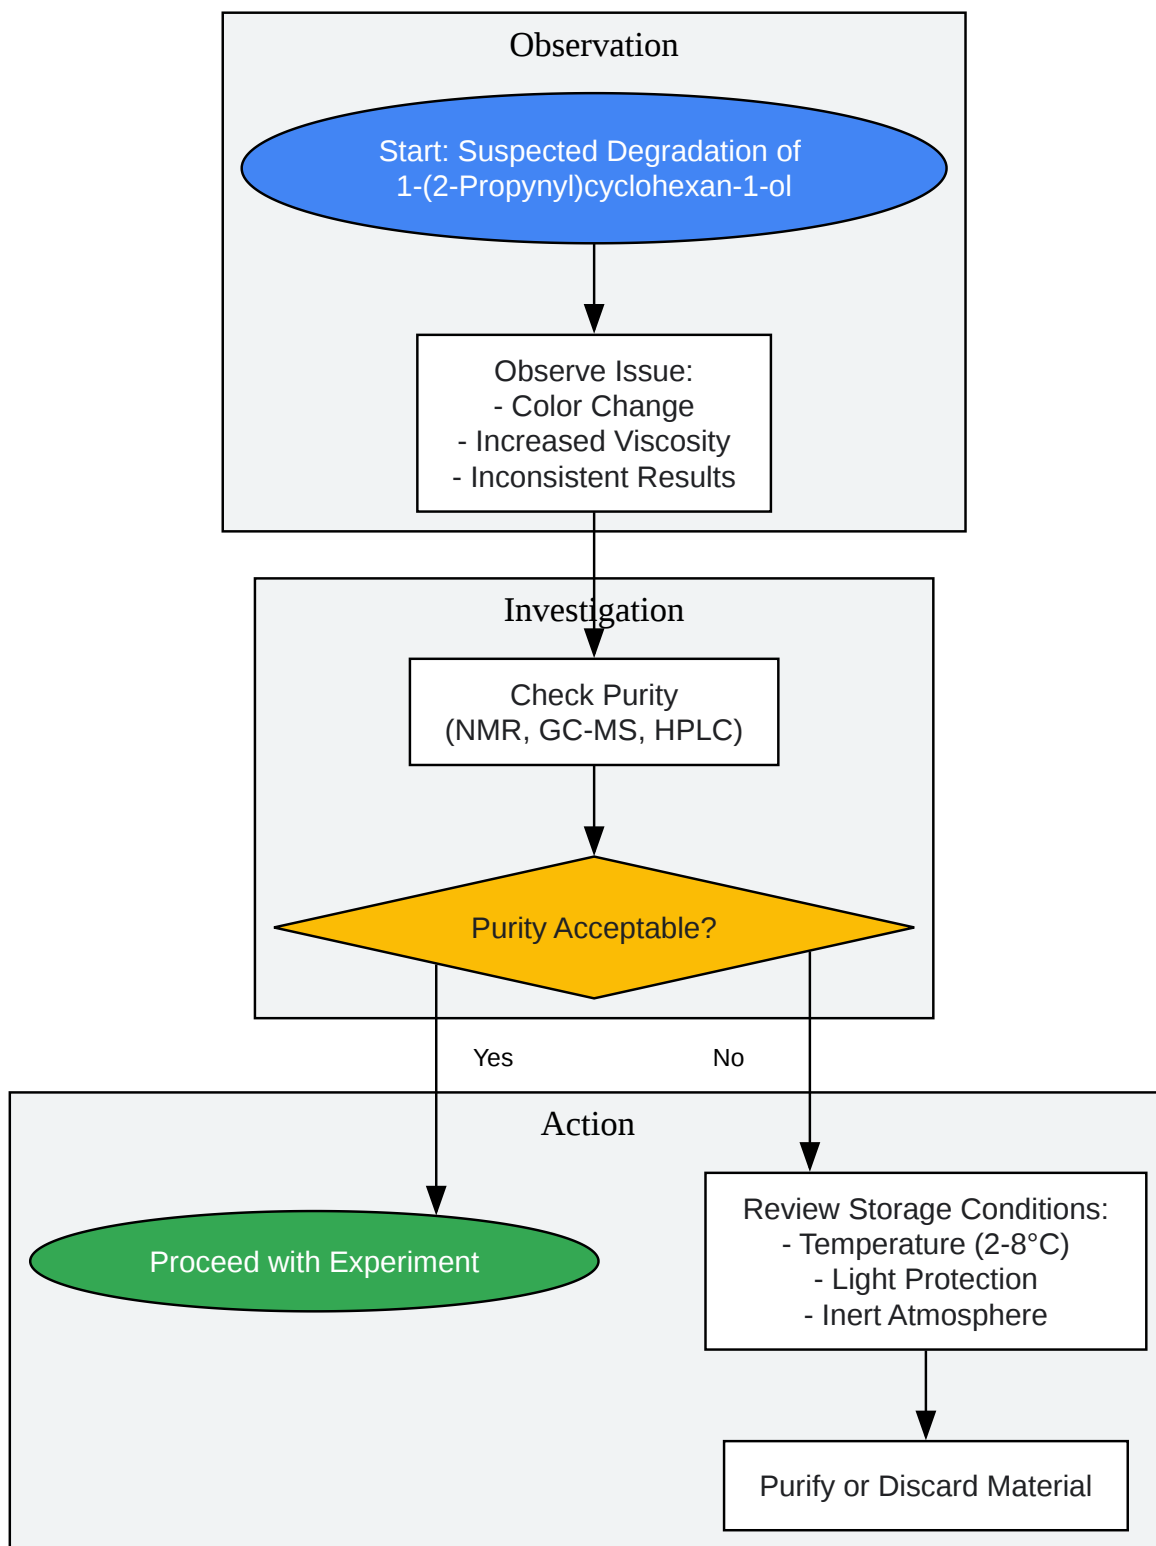 Observation
Start: Suspected Degradation of
1-(2-Propynyl)cyclohexan-1-ol
Observe Issue:
- Color Change
- Increased Viscosity
- Inconsistent Results
Investigation
Check Purity
(NMR, GC-MS, HPLC)
Purity Acceptable?
Yes
No
Action
Proceed with Experiment
Review Storage Conditions:
- Temperature (2-8°C)
- Light Protection
- Inert Atmosphere
Purify or Discard Material